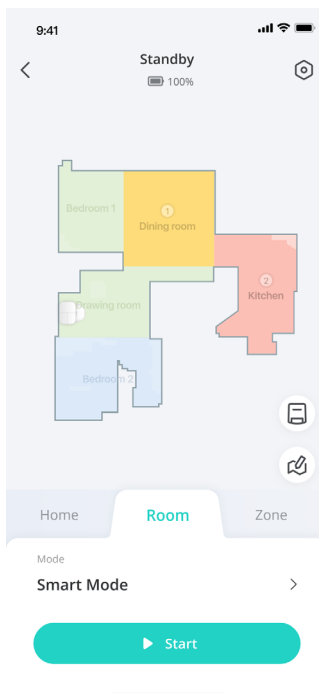 9:41
Standby
100%
Bedroom 1
1
Dining room
2
Kitchen
Drawing room
Bedroom 2
Home
Room
Zone
Mode
Smart Mode
Start